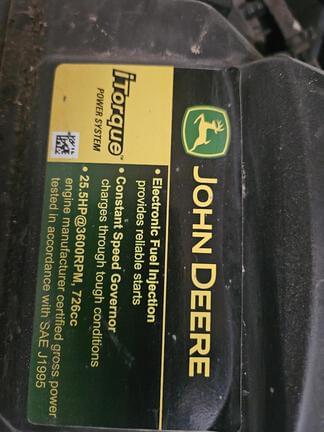 JOHN DEERE
iTorque™
POWER SYSTEM
• Electronic Fuel Injection
provides reliable starts
• Constant Speed Governor
charges through tough conditions
• 25.5HP@3600RPM, 726cc
engine manufacturer certified gross power
tested in accordance with SAE J1995